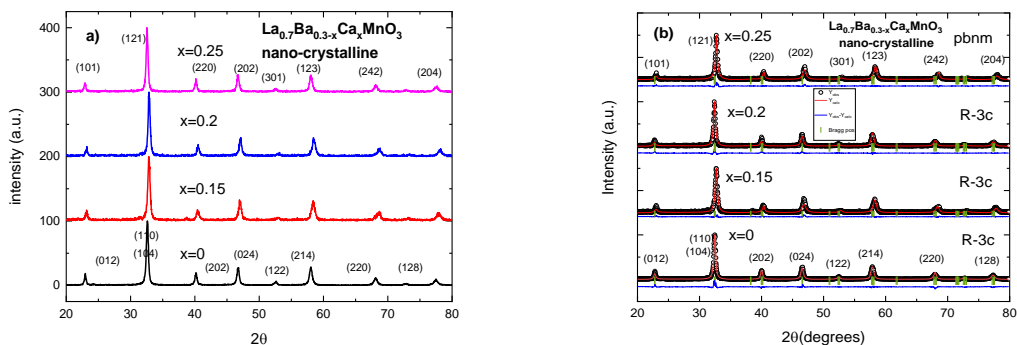 a)
La0.7Ba0.3-xCaxMnO3
nano-crystalline
400
300
200
100
0
intensity (a.u.)
(101)
(121)
x=0.25
(220)
(202)
(301)
(123)
(242)
(204)
x=0.2
x=0.15
(110)
(104)
x=0
(012)
(202)
(024)
(122)
(214)
(220)
(128)
20 30 40 50 60 70 80
2θ
(b)
La0.7Ba0.3-xCaxMnO3
nano-crystalline
pbnm
Intensity (a.u.)
(121)
x=0.25
(101)
(220)
(202)
(301)
(123)
(242)
(204)
Yobs
Ycalc
Yobs-Ycalc
Bragg pos
x=0.2
R-3c
x=0.15
R-3c
(110)
(104)
x=0
R-3c
(012)
(202)
(024)
(122)
(214)
(220)
(128)
20 30 40 50 60 70 80
2θ(degrees)